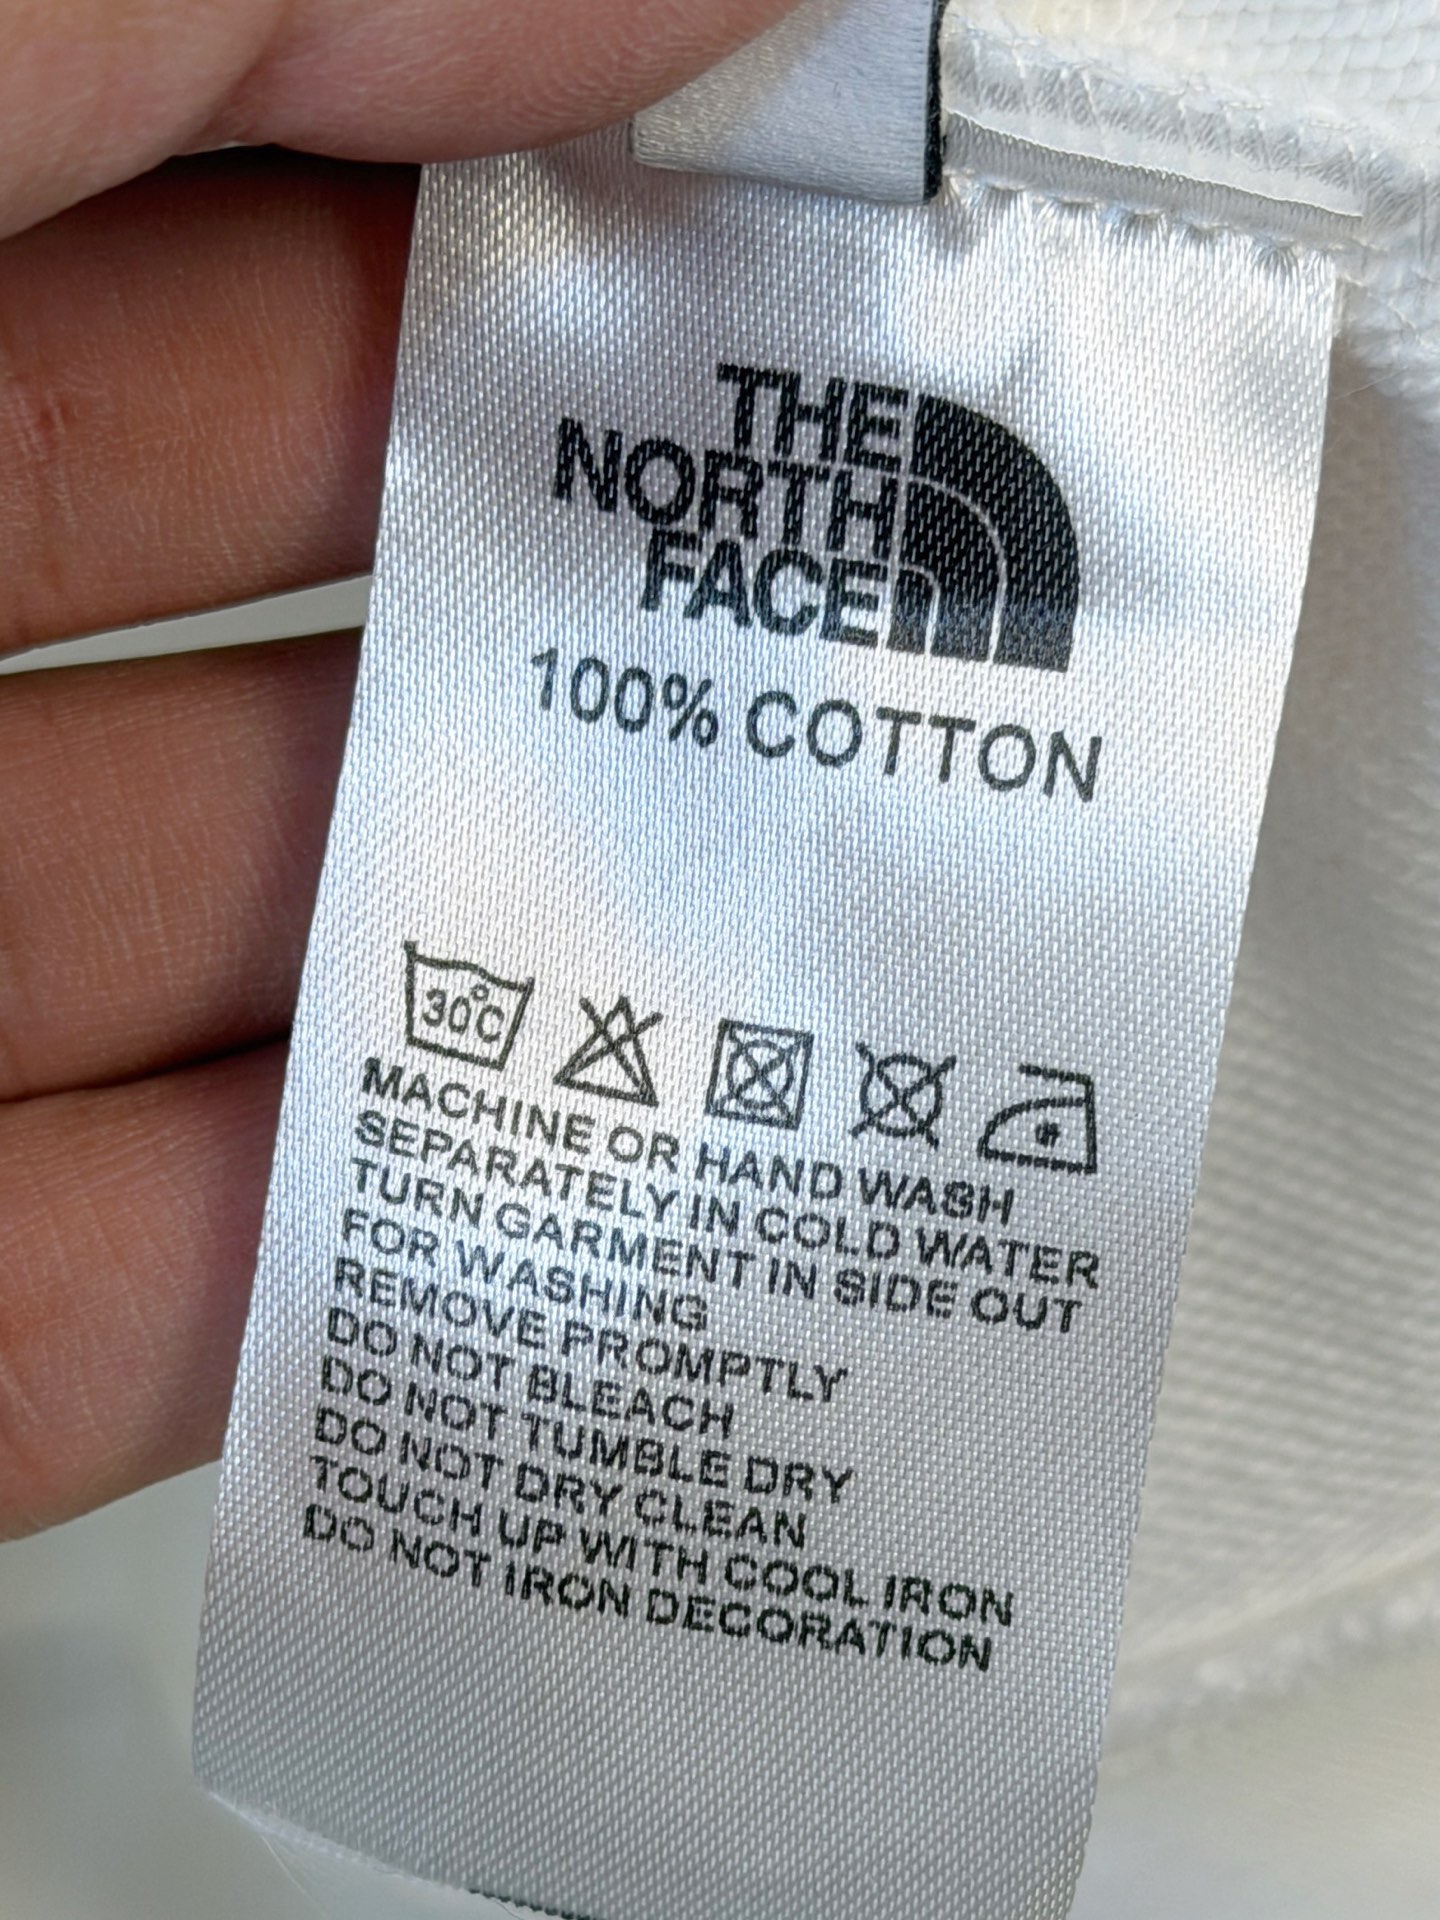 THE
NORTH
FACE
100% COTTON
30°C
MACHINE OR HAND WASH
SEPARATELY IN COLD WATER
TURN GARMENT IN SIDE OUT
FOR WASHING
REMOVE PROMPTLY
DO NOT BLEACH
DO NOT TUMBLE DRY
DO NOT DRY CLEAN
TOUCH UP WITH COOL IRON
DO NOT IRON DECORATION